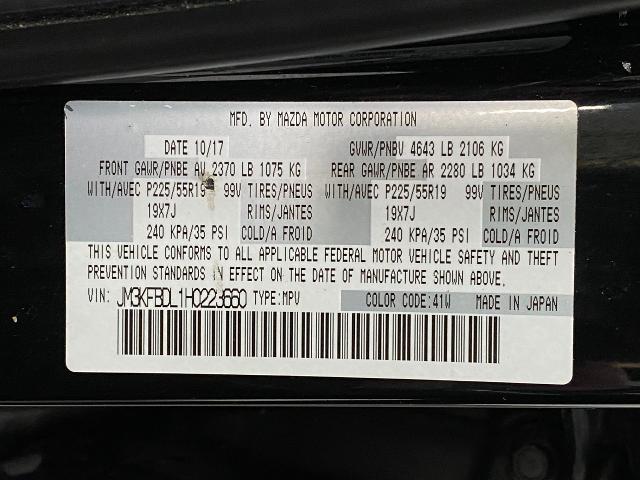 MFD. BY MAZDA MOTOR CORPORATION
DATE 10/17 GVWR/PNBV 4643 LB 2106 KG
FRONT GAWR/PNBE AV 2370 LB 1075 KG REAR GAWR/PNBE AR 2280 LB 1034 KG
WITH/AVEC P225/55R19 99V TIRES/PNEUS WITH/AVEC P225/55R19 99V TIRES/PNEUS
19X7J RIMS/JANTES 19X7J RIMS/JANTES
240 KPA/35 PSI COLD/A FROID 240 KPA/35 PSI COLD/A FROID
THIS VEHICLE CONFORMS TO ALL APPLICABLE FEDERAL MOTOR VEHICLE SAFETY AND THEFT
PREVENTION STANDARDS IN EFFECT ON THE DATE OF MANUFACTURE SHOWN ABOVE.
VIN: JM3KFBDL1H0223660 TYPE:MPV COLOR CODE:41W MADE IN JAPAN